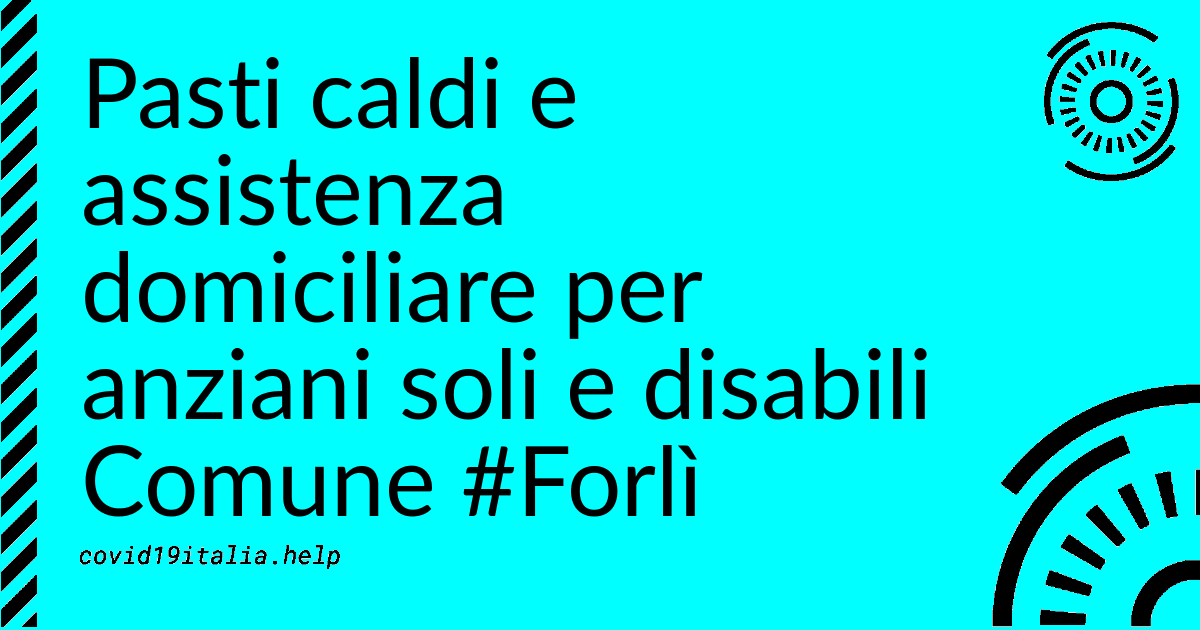 Pasti caldi e
assistenza
domiciliare per
anziani soli e disabili
Comune #Forlì
covid19italia.help